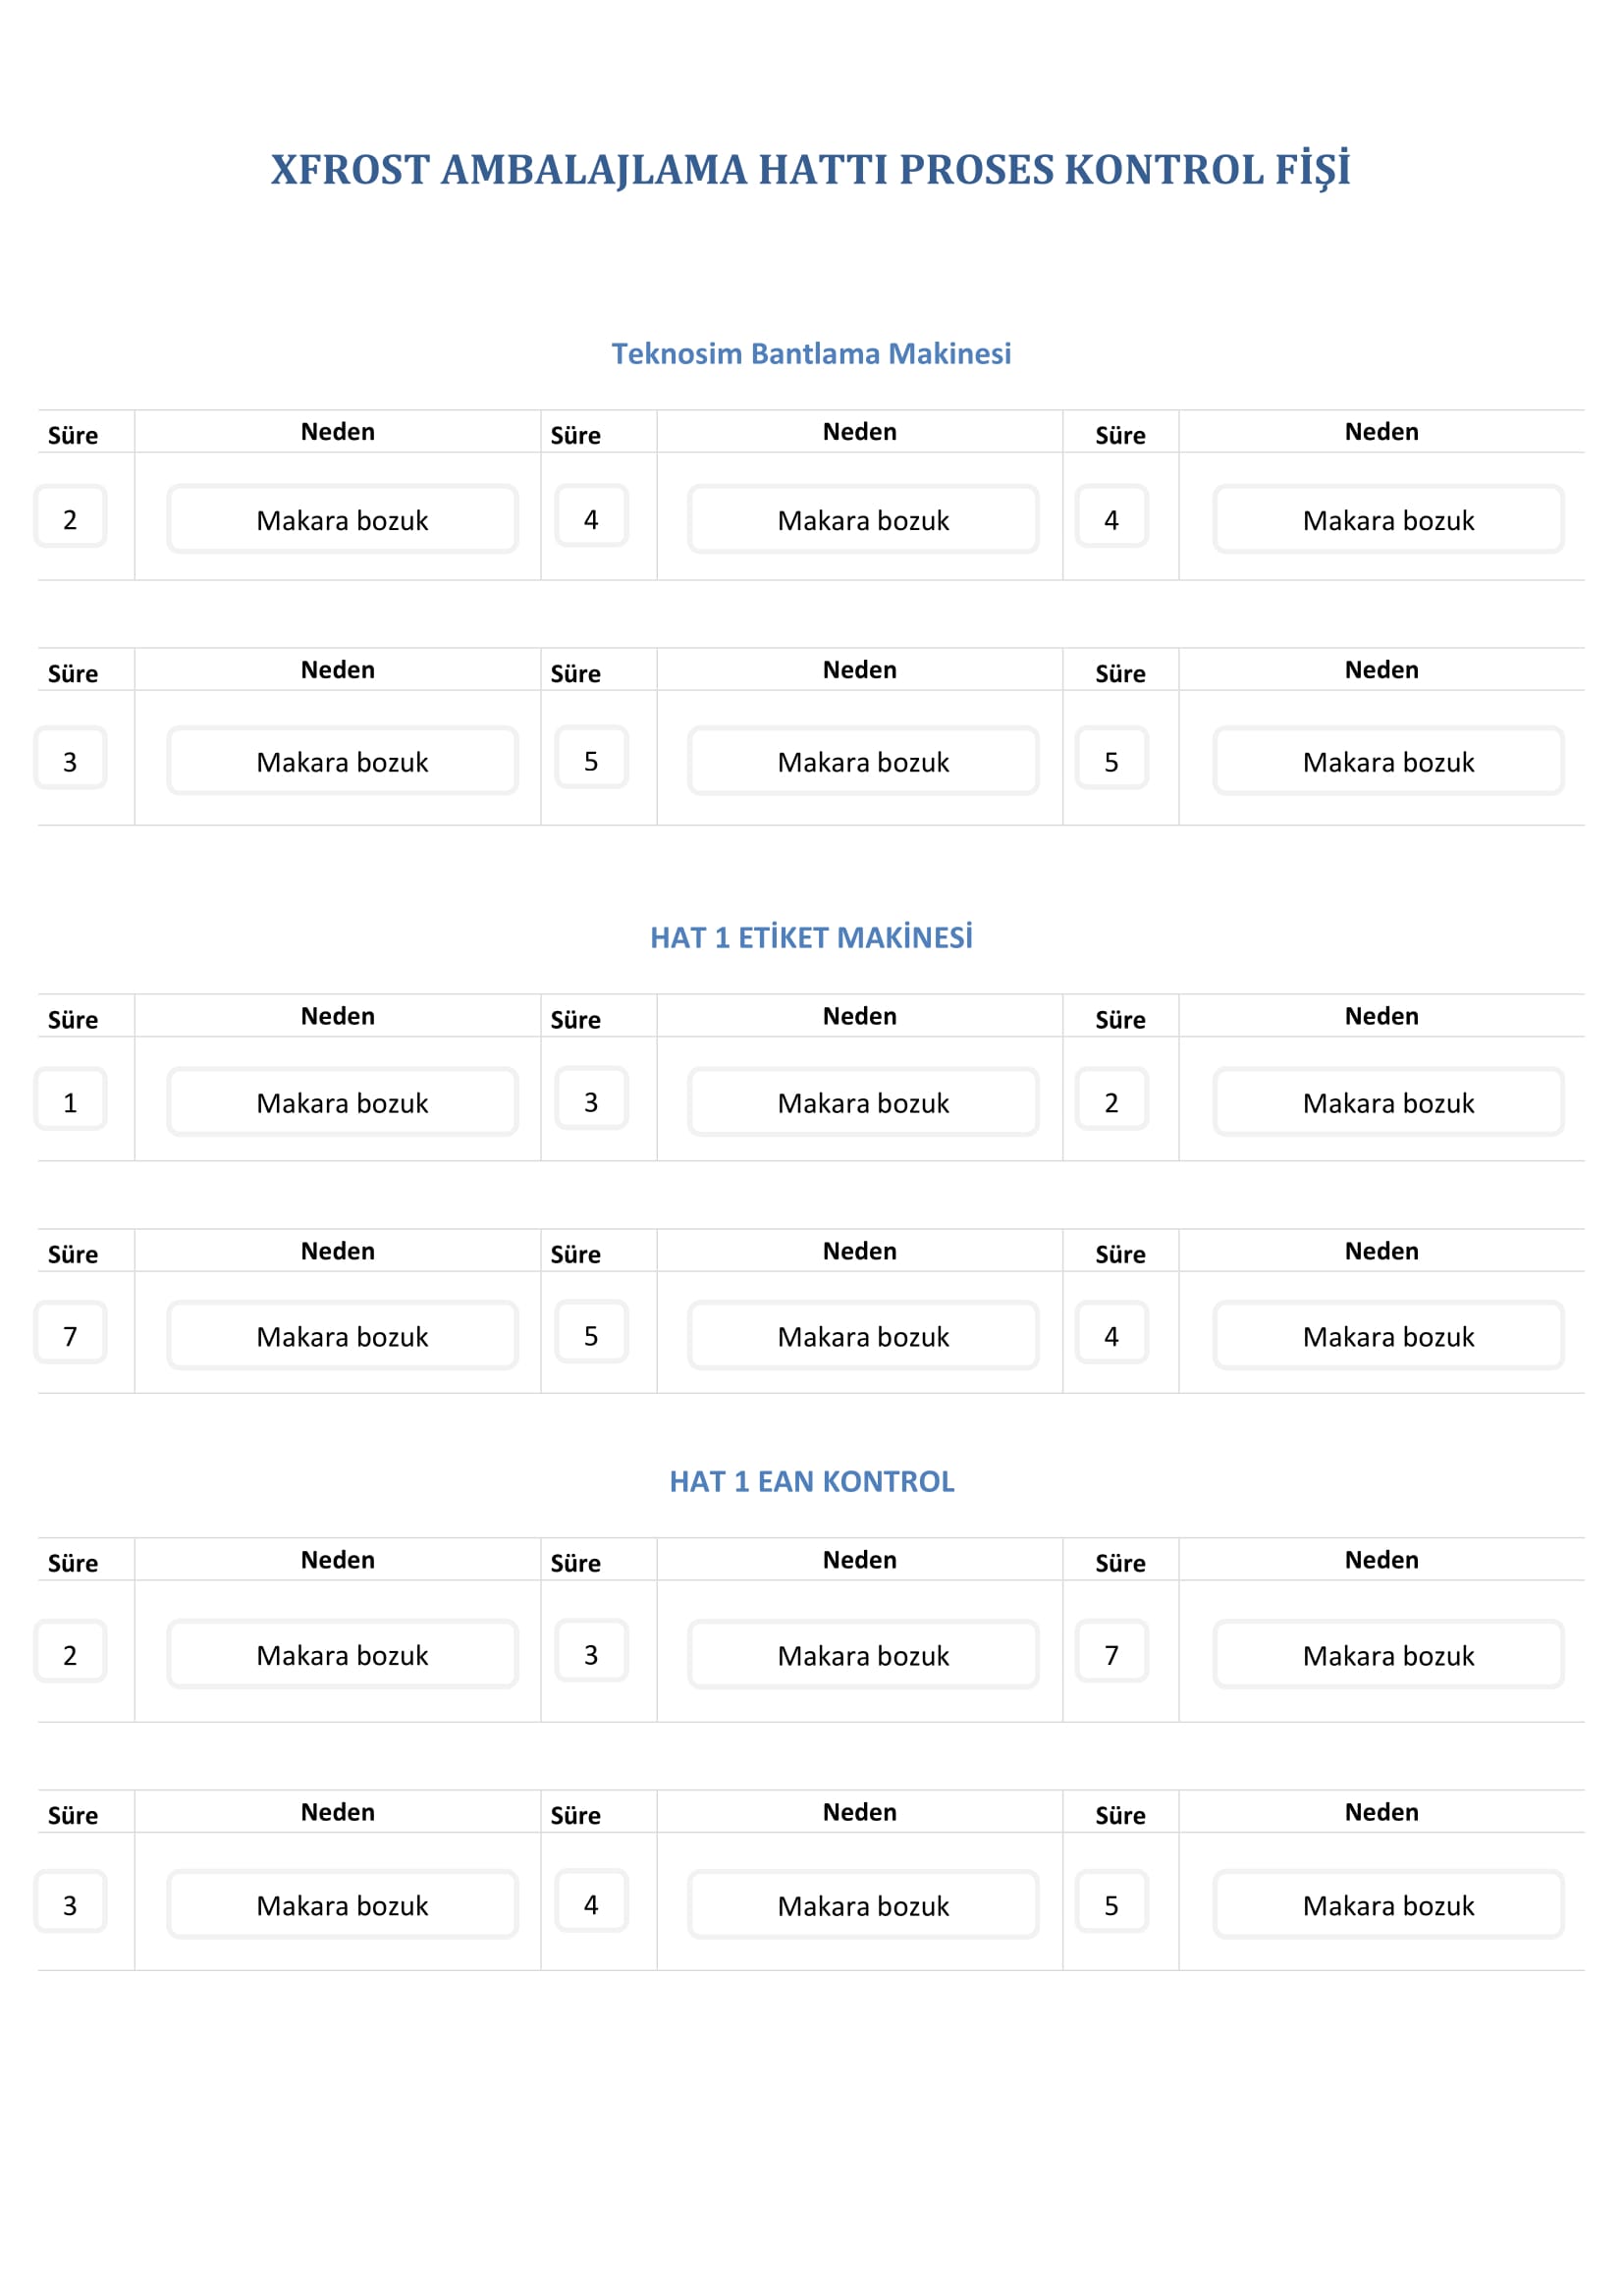 XFROST AMBALAJLAMA HATTI PROSES KONTROL FİŞİ
Teknosim Bantlama Makinesi
Süre Neden Süre Neden Süre Neden
2 Makara bozuk 4 Makara bozuk 4 Makara bozuk
Süre Neden Süre Neden Süre Neden
3 Makara bozuk 5 Makara bozuk 5 Makara bozuk
HAT 1 ETİKET MAKİNESİ
Süre Neden Süre Neden Süre Neden
1 Makara bozuk 3 Makara bozuk 2 Makara bozuk
Süre Neden Süre Neden Süre Neden
7 Makara bozuk 5 Makara bozuk 4 Makara bozuk
HAT 1 EAN KONTROL
Süre Neden Süre Neden Süre Neden
2 Makara bozuk 3 Makara bozuk 7 Makara bozuk
Süre Neden Süre Neden Süre Neden
3 Makara bozuk 4 Makara bozuk 5 Makara bozuk